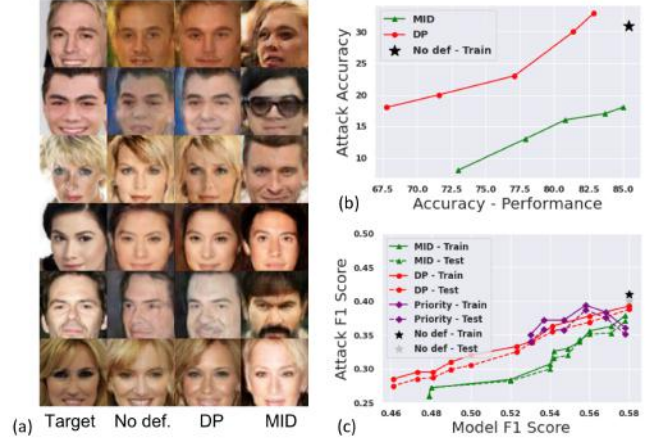 (a)
Target No def. DP MID
MID
DP
No def - Train
Attack Accuracy
30
25
20
15
10
67.5 70.0 72.5 75.0 77.5 80.0 82.5 85.0
(b)
Accuracy - Performance
MID - Train
MID - Test
DP - Train
DP - Test
Priority - Train
Priority - Test
No def - Train
No def - Test
Attack F1 Score
0.50
0.45
0.40
0.35
0.30
0.25
0.46 0.48 0.50 0.52 0.54 0.56 0.58
(c)
Model F1 Score